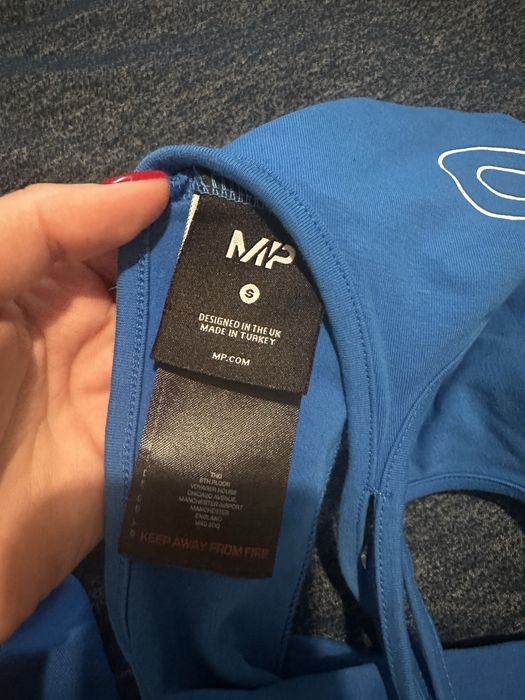 MP
S
DESIGNED IN THE UK
MADE IN TURKEY
MP.COM
THG
6TH FLOOR
VOYAGER HOUSE
CHICAGO AVENUE,
MANCHESTER AIRPORT
MANCHESTER
ENGLAND
M90 3DQ
KEEP AWAY FROM FIRE